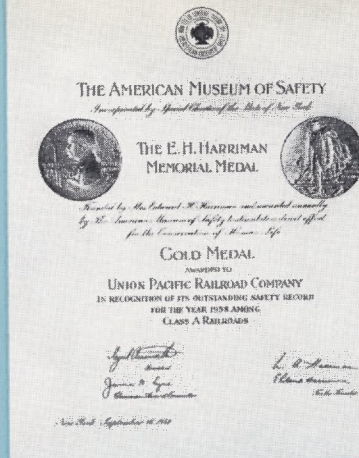 THE AMERICAN MUSEUM OF SAFETY
Incorporated by Special Charter of the State of New York
THE E. H. HARRIMAN
MEMORIAL MEDAL
Founded by Mrs. Edward H. Harriman and awarded annually
by The American Museum of Safety to stimulate effort
for the Conservation of Human Life
GOLD MEDAL
AWARDED TO
UNION PACIFIC RAILROAD COMPANY
IN RECOGNITION OF ITS OUTSTANDING SAFETY RECORD
FOR THE YEAR 1958 AMONG
CLASS A RAILROADS
President
New York September 16